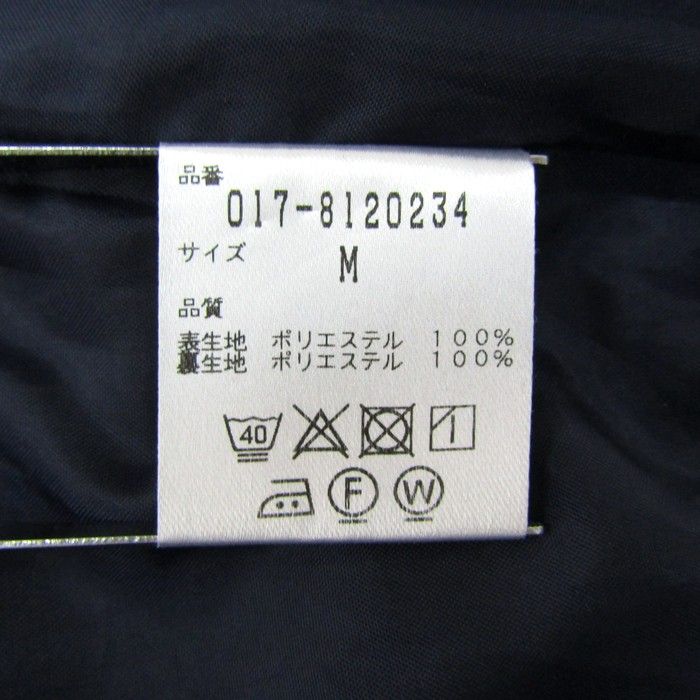 品番
017-8120234
サイズ
M
品質
表生地 ポリエステル 100%
裏生地 ポリエステル 100%
40
F W